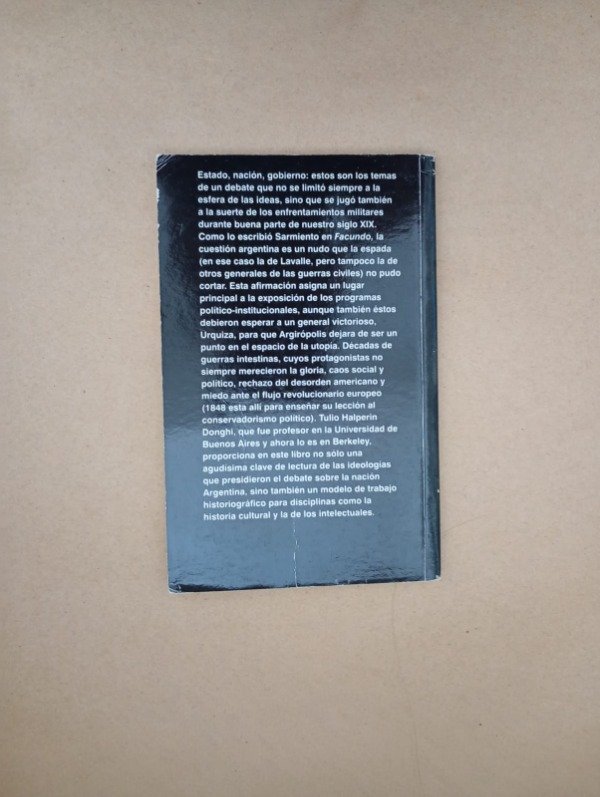 Estado, nación, gobierno: estos son los temas
de un debate que no se limitó siempre a la
esfera de las ideas, sino que se jugó también
a la suerte de los enfrentamientos militares
durante buena parte de nuestro siglo XIX.
Como lo escribió Sarmiento en Facundo, la
cuestión argentina es un nudo que la espada
(en ese caso la de Lavalle, pero tampoco la de
otros generales de las guerras civiles) no pudo
cortar. Esta afirmación asigna un lugar
principal a la exposición de los programas
político-institucionales, aunque también éstos
debieron esperar a un general victorioso,
Urquiza, para que Argirópolis dejara de ser un
punto en el espacio de la utopía. Décadas de
guerras intestinas, cuyos protagonistas no
siempre merecieron la gloria, caos social y
político, rechazo del desorden americano y
miedo ante el flujo revolucionario europeo
(1848 está allí para enseñar su lección al
conservadorismo político). Tulio Halperin
Donghi, que fue profesor en la Universidad de
Buenos Aires y ahora lo es en Berkeley,
proporciona en este libro no sólo una
agudísima clave de lectura de las ideologías
que presidieron el debate sobre la nación
Argentina, sino también un modelo de trabajo
historiográfico para disciplinas como la
historia cultural y la de los intelectuales.